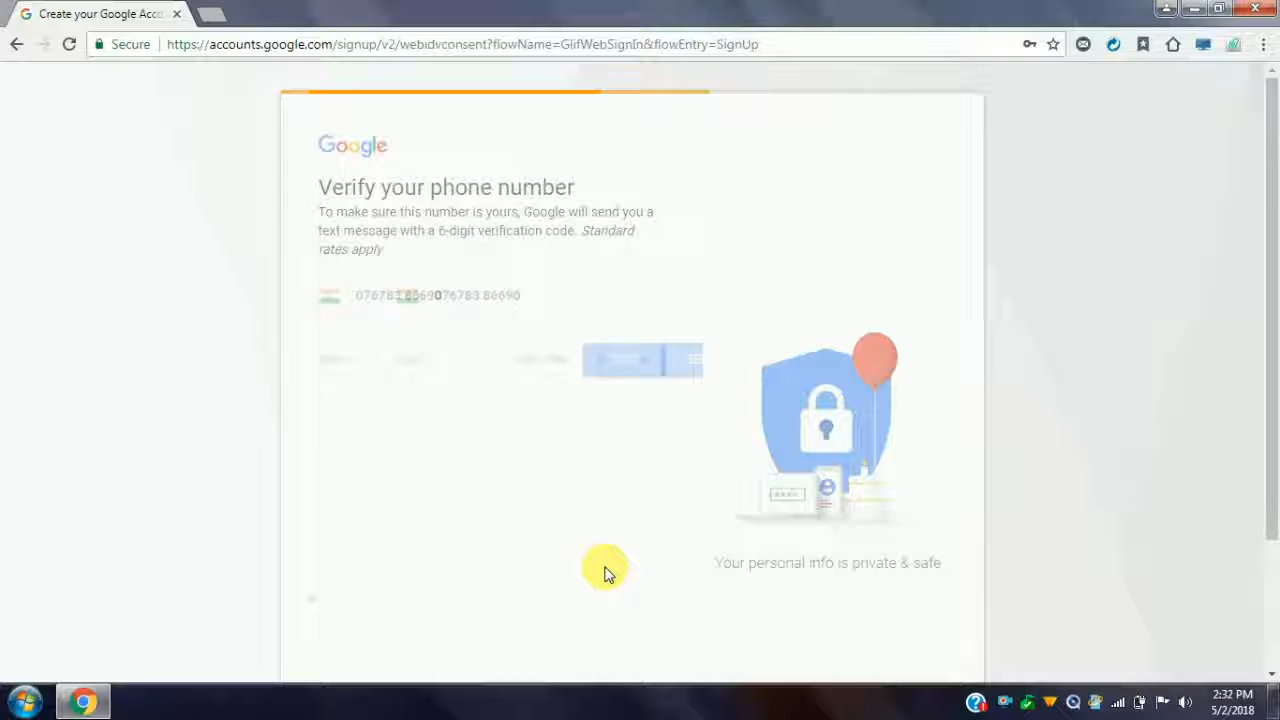 Create your Google Acco
Secure
https://accounts.google.com/signup/v2/webidvconsent?flowName=GlifWebSignIn&flowEntry=SignUp
Google
Verify your phone number
To make sure this number is yours, Google will send you a
text message with a 6-digit verification code. Standard
rates apply
Your personal info is private & safe
2:32 PM
5/2/2018